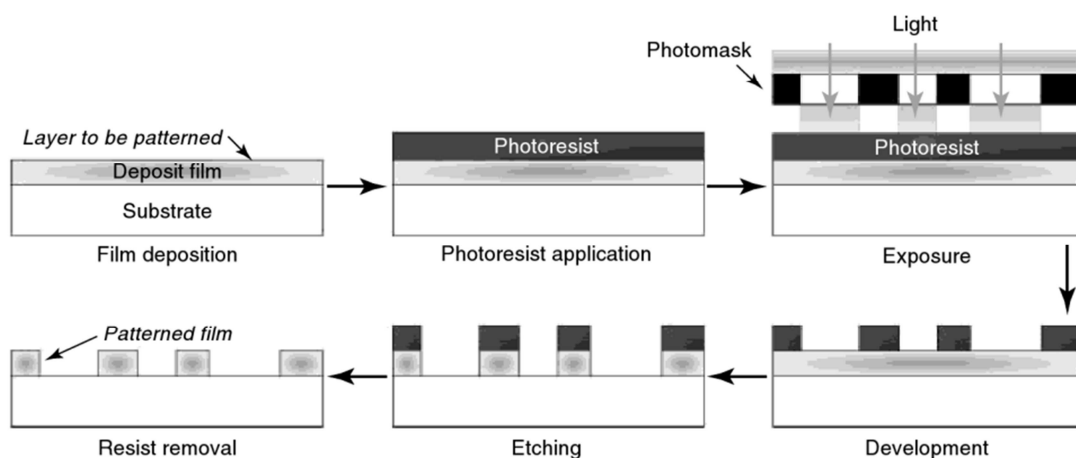 Light
Photomask
Layer to be patterned
Deposit film
Substrate
Film deposition
Photoresist
Photoresist application
Photoresist
Exposure
Patterned film
Resist removal
Etching
Development